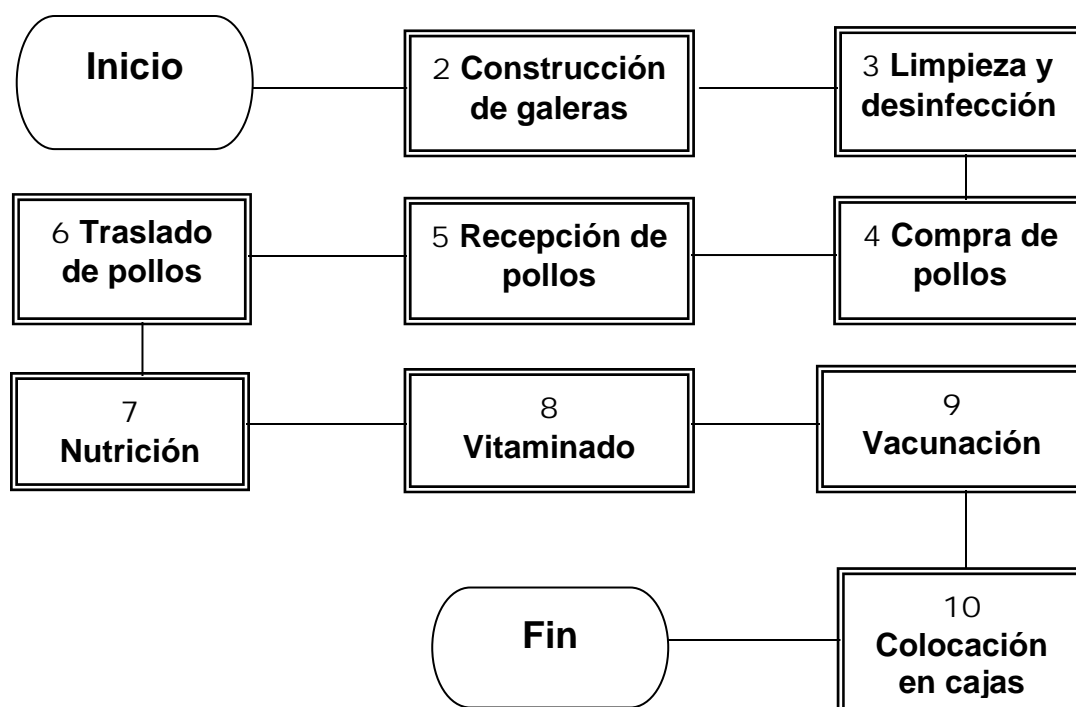 Inicio
2 Construcción
de galeras
3 Limpieza y
desinfección
4 Compra de
pollos
5 Recepción de
pollos
6 Traslado
de pollos
7
Nutrición
8
Vitaminado
9
Vacunación
10
Colocación
en cajas
Fin